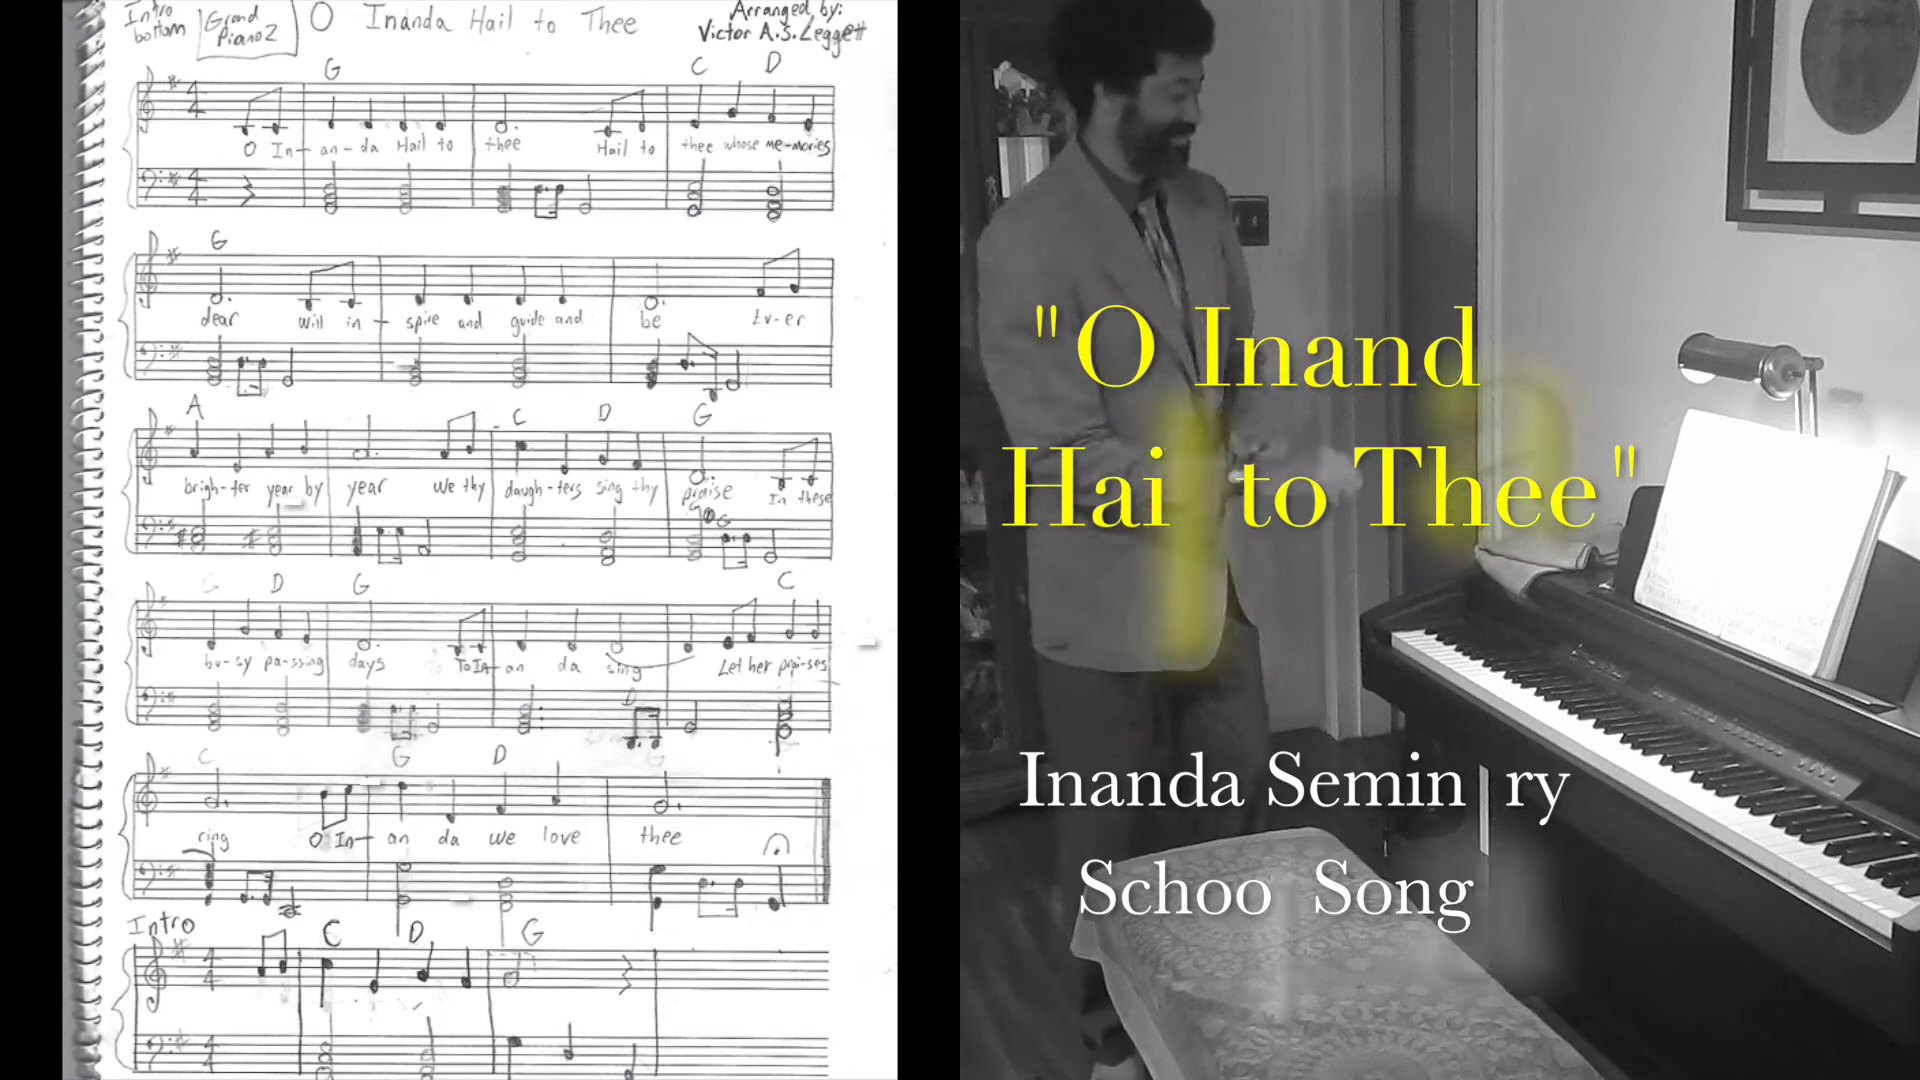 Intro
bottom
Grand
Piano 2
O Inanda Hail to Thee
Arranged by:
Victor A.S. Leggett
G C D
O In- an-da Hail to thee Hail to thee whose me-mories
G
dear will in- spire and guide and be Ev-er
A C D G
brigh-ter year by year we thy daugh-ters sing thy praise In these
G D G C
bu-sy pa-ssing days To In- an da sing Let her prai-ses
D
C G D
ring O In- an da we love thee
Intro
C D G
"O Inand
Hai to Thee"
Inanda Semin ry
Schoo Song